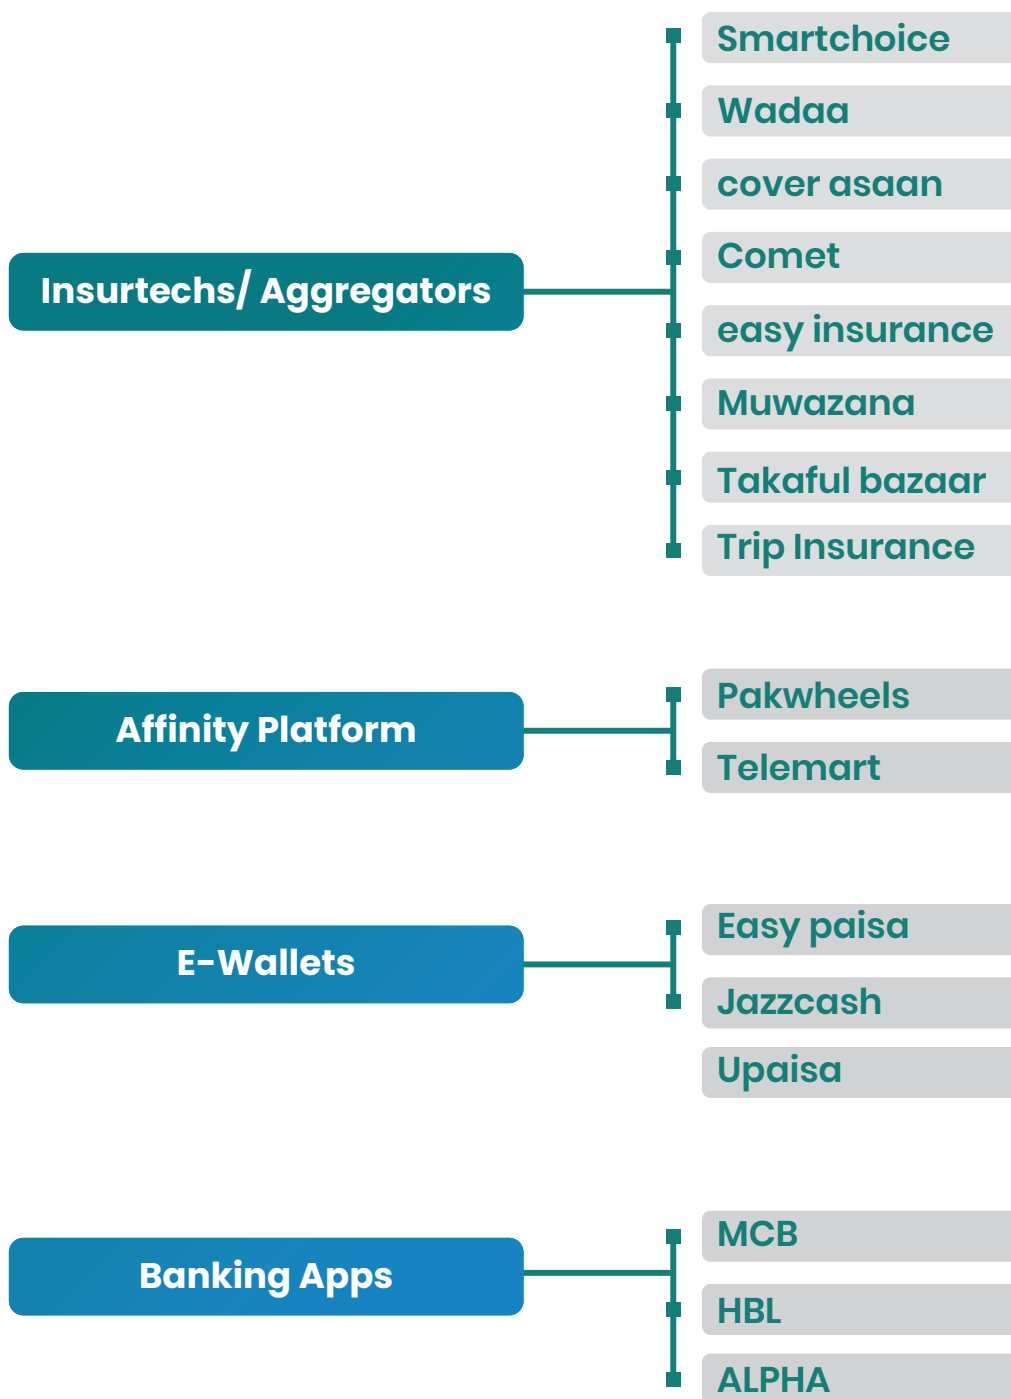 Insurtechs/ Aggregators
Smartchoice
Wadaa
cover asaan
Comet
easy insurance
Muwazana
Takaful bazaar
Trip Insurance
Affinity Platform
Pakwheels
Telemart
E-Wallets
Easy paisa
Jazzcash
Upaisa
Banking Apps
MCB
HBL
ALPHA